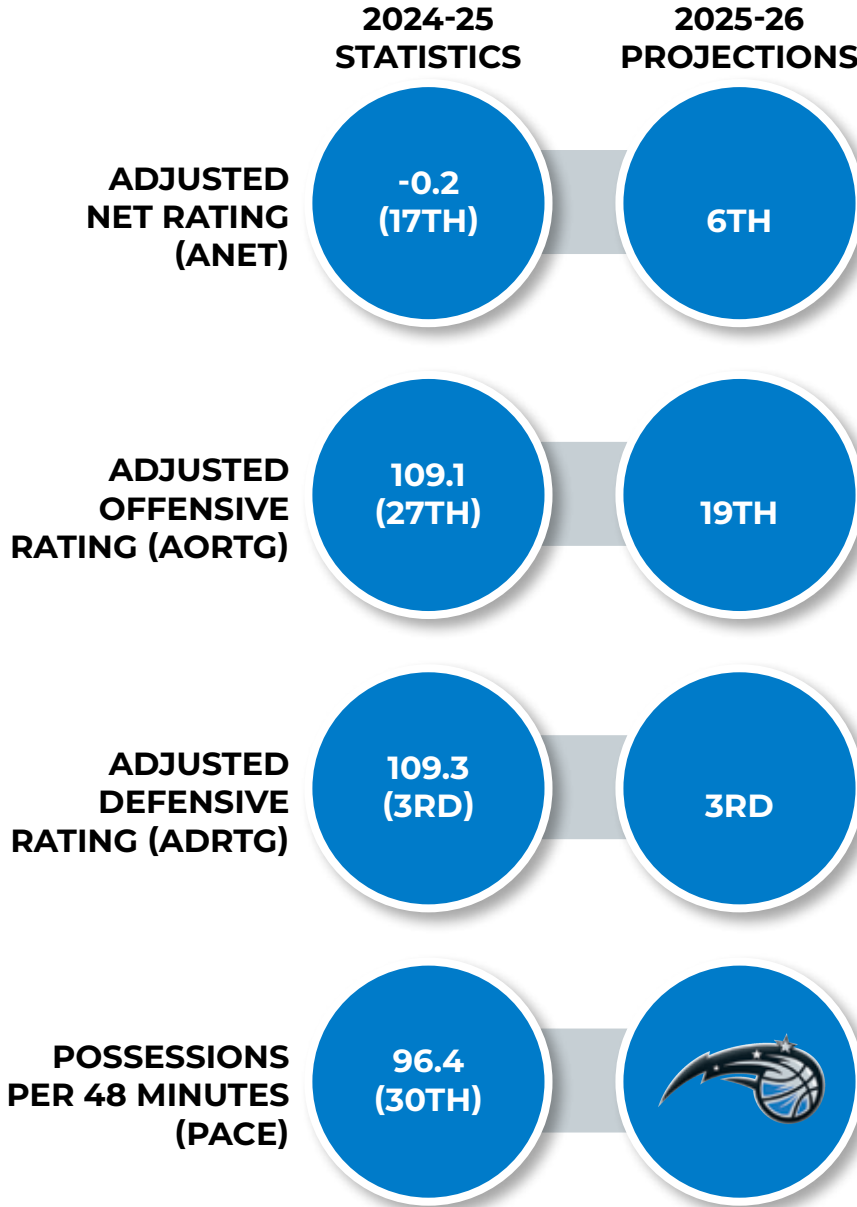 2024-25
STATISTICS
2025-26
PROJECTIONS
ADJUSTED
NET RATING
(ANET)
-0.2
(17TH)
6TH
ADJUSTED
OFFENSIVE
RATING (AORTG)
109.1
(27TH)
19TH
ADJUSTED
DEFENSIVE
RATING (ADRTG)
109.3
(3RD)
3RD
POSSESSIONS
PER 48 MINUTES
(PACE)
96.4
(30TH)